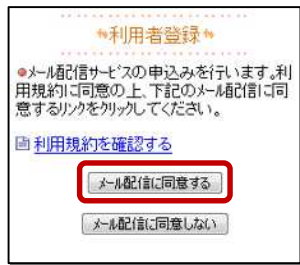 利用者登録
●メール配信サービスの申込みを行います。利
用規約に同意の上、下記のメール配信に同
意するリンクをクリックしてください。
利用規約を確認する
メール配信に同意する
メール配信に同意しない